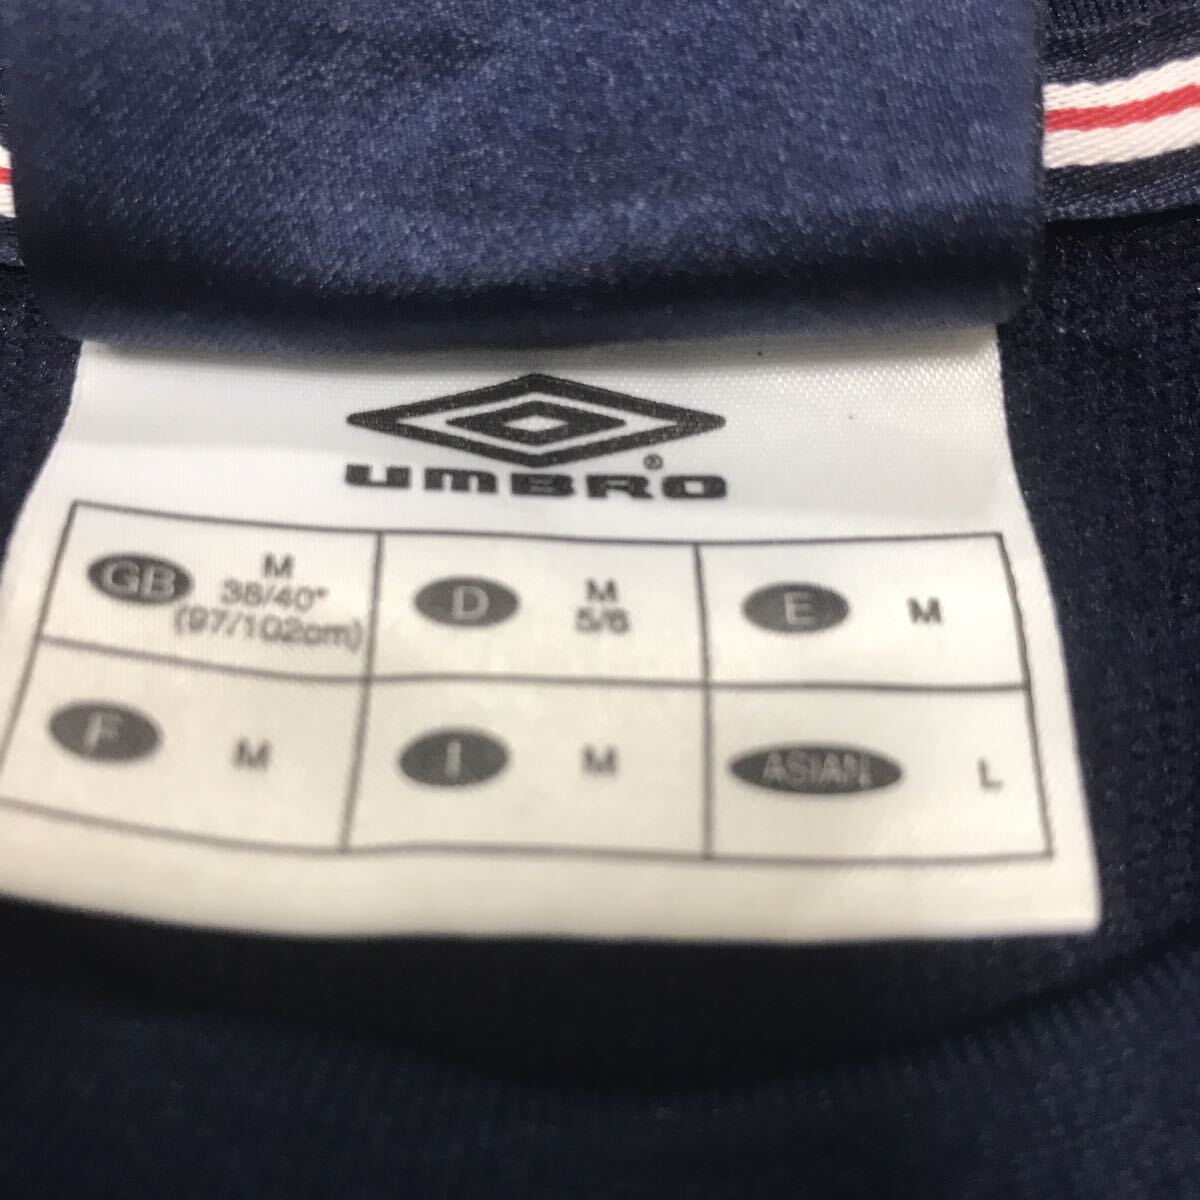 UMBRO®
GB M
38/40"
(97/102cm)
D M
5/6
E M
F M
I M
ASIAN L